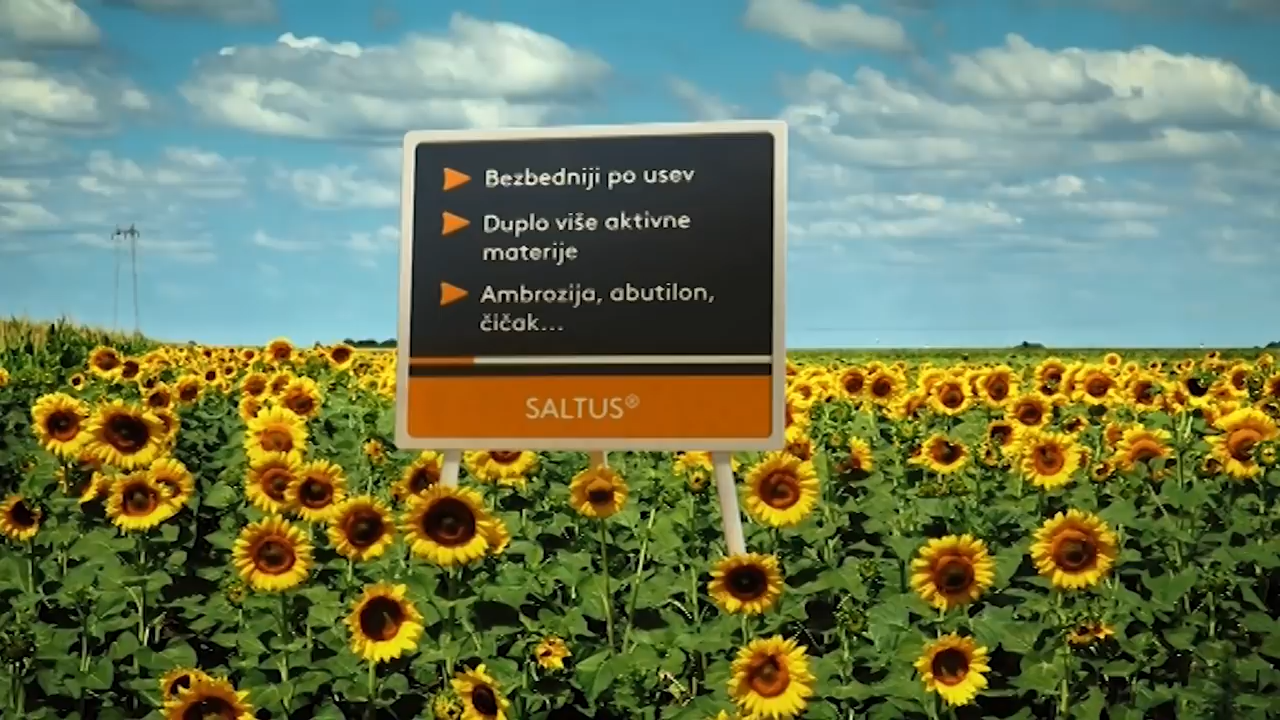 Bezbedniji po usev
Duplo više aktivne
materije
Ambrozija, abutilon,
čičak...
SALTUS®